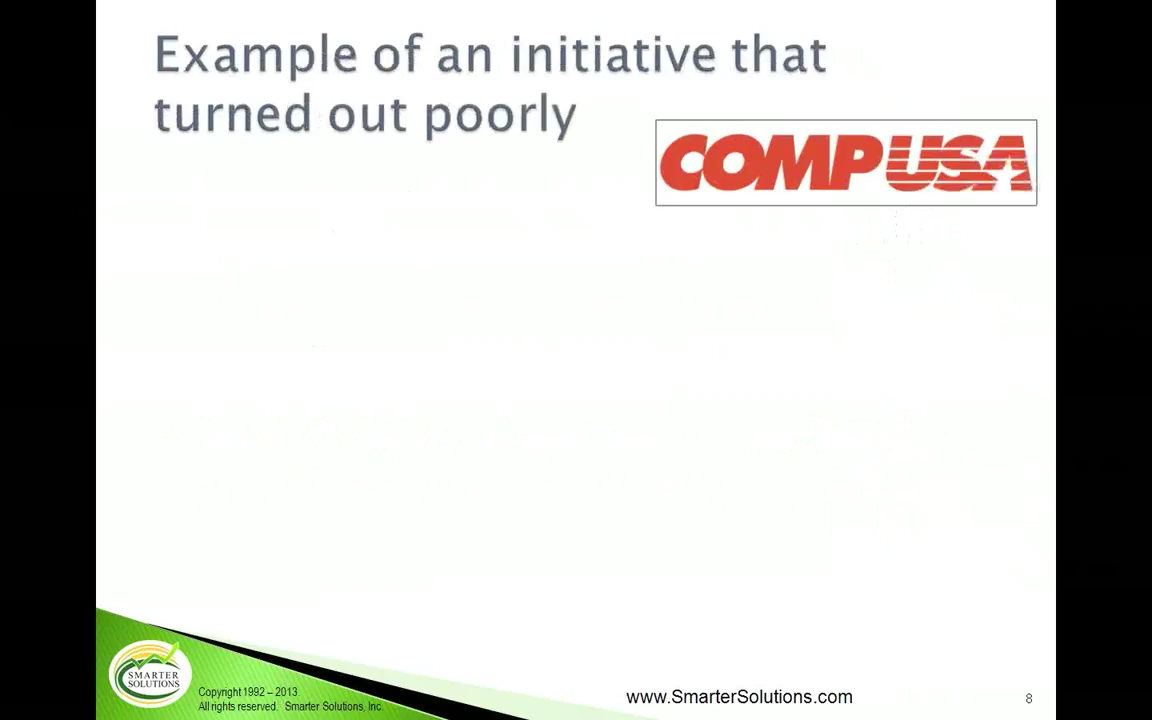 Example of an initiative that
turned out poorly
COMPUSA
SMARTER
SOLUTIONS
Copyright 1992 – 2013.
All rights reserved. Smarter Solutions, Inc.
www.SmarterSolutions.com
8